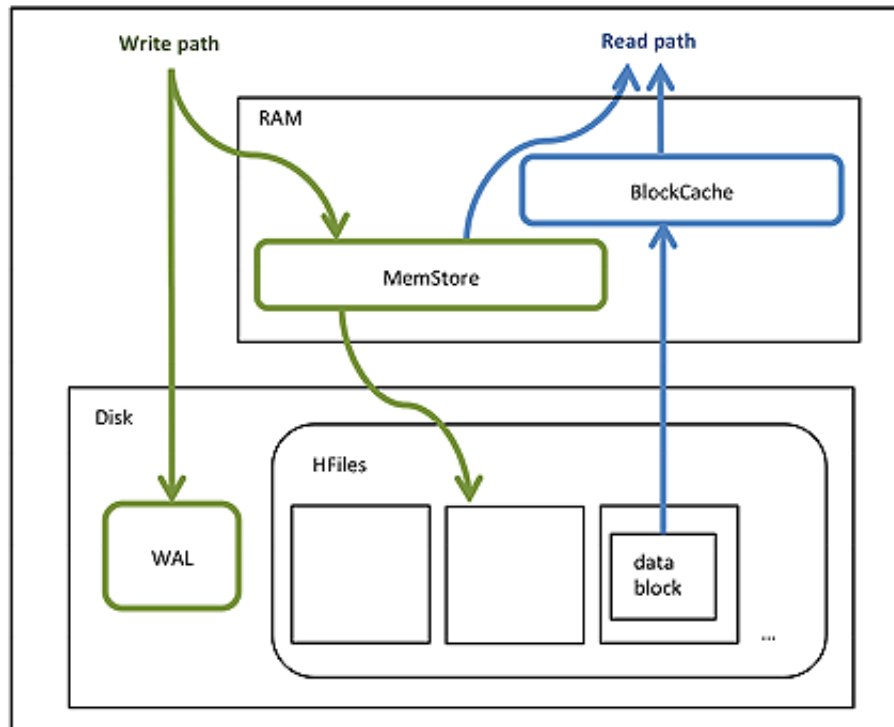 Write path
Read path
RAM
BlockCache
MemStore
Disk
HFiles
WAL
data
block
...